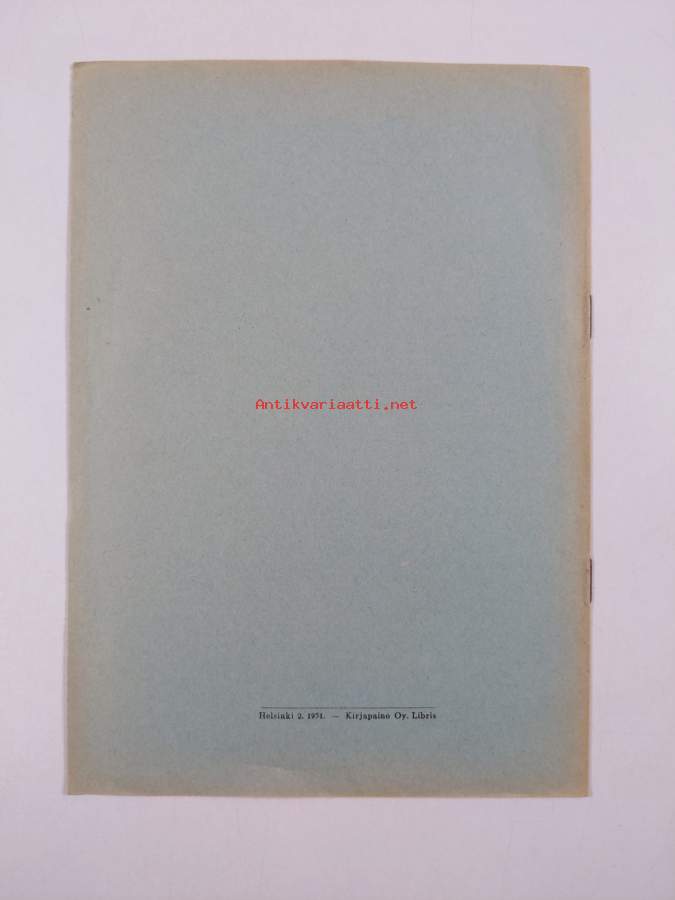 Antikvariaatti.net
Helsinki 2. 1951. — Kirjapaino Oy. Libris